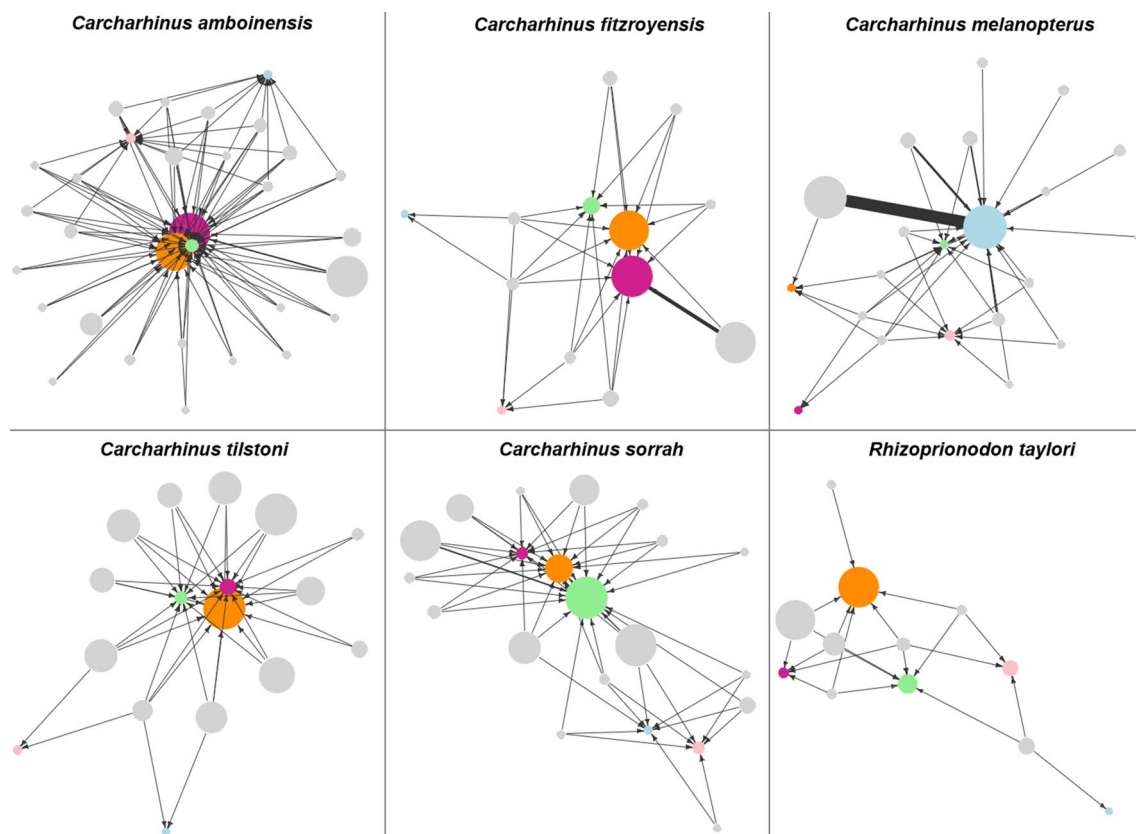 Carcharhinus amboinensis
Carcharhinus fitzroyensis
Carcharhinus melanopterus
Carcharhinus tilstoni
Carcharhinus sorrah
Rhizoprionodon taylori